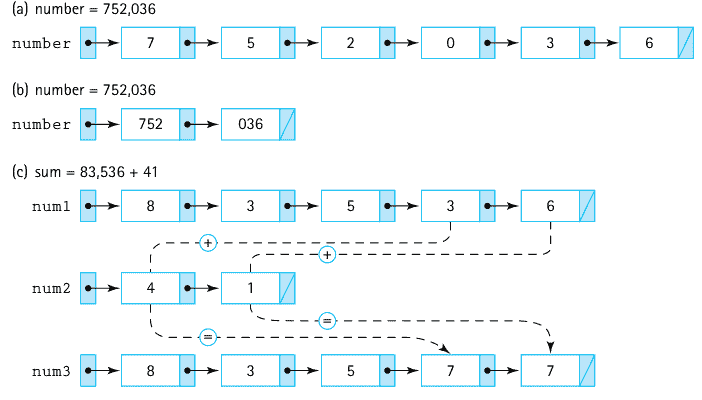 (a) number = 752,036
number 7 5 2 0 3 6
(b) number = 752,036
number 752 036
(c) sum = 83,536 + 41
num1 8 3 5 3 6
+
+
num2 4 1
=
=
num3 8 3 5 7 7